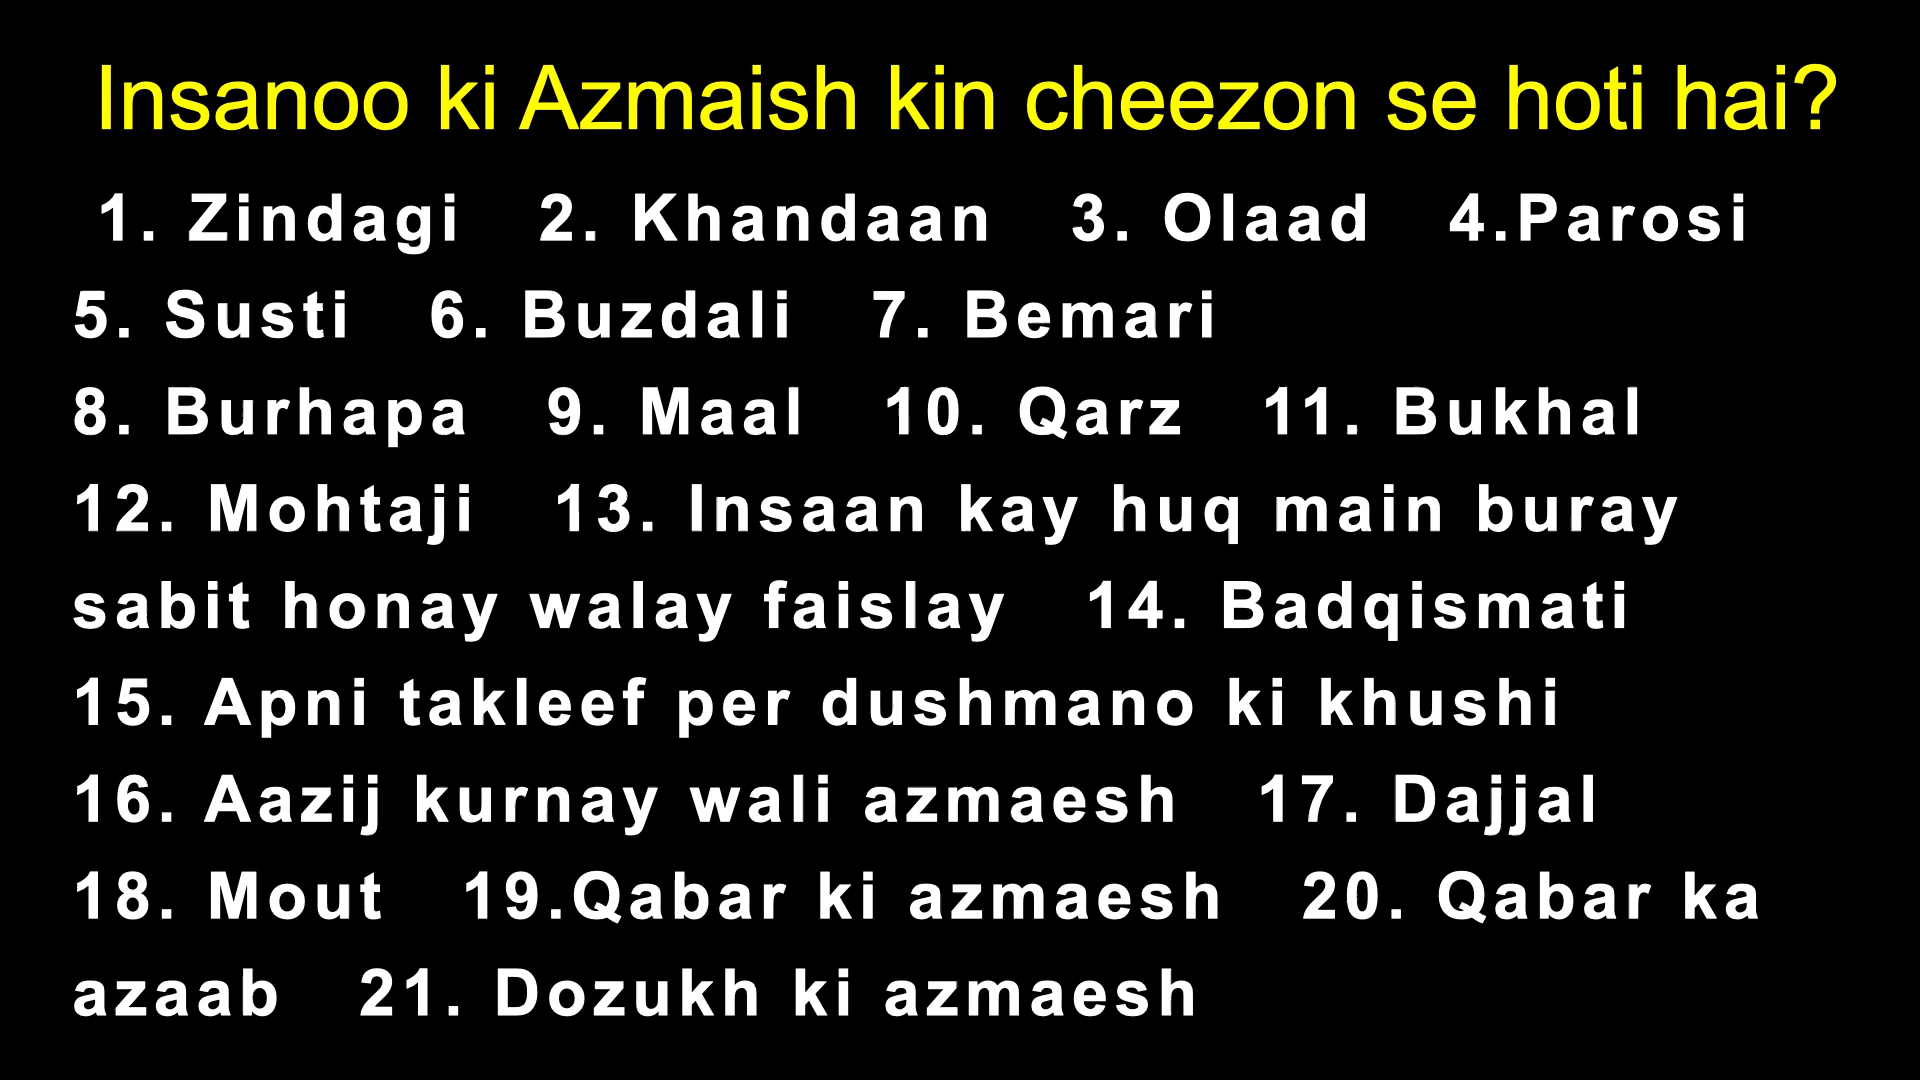 Insanoo ki Azmaish kin cheezon se hoti hai?
1. Zindagi 2. Khandaan 3. Olaad 4.Parosi
5. Susti 6. Buzdali 7. Bemari
8. Burhapa 9. Maal 10. Qarz 11. Bukhal
12. Mohtaji 13. Insaan kay huq main buray
sabit honay walay faislay 14. Badqismati
15. Apni takleef per dushmano ki khushi
16. Aazij kurnay wali azmaesh 17. Dajjal
18. Mout 19.Qabar ki azmaesh 20. Qabar ka
azaab 21. Dozukh ki azmaesh